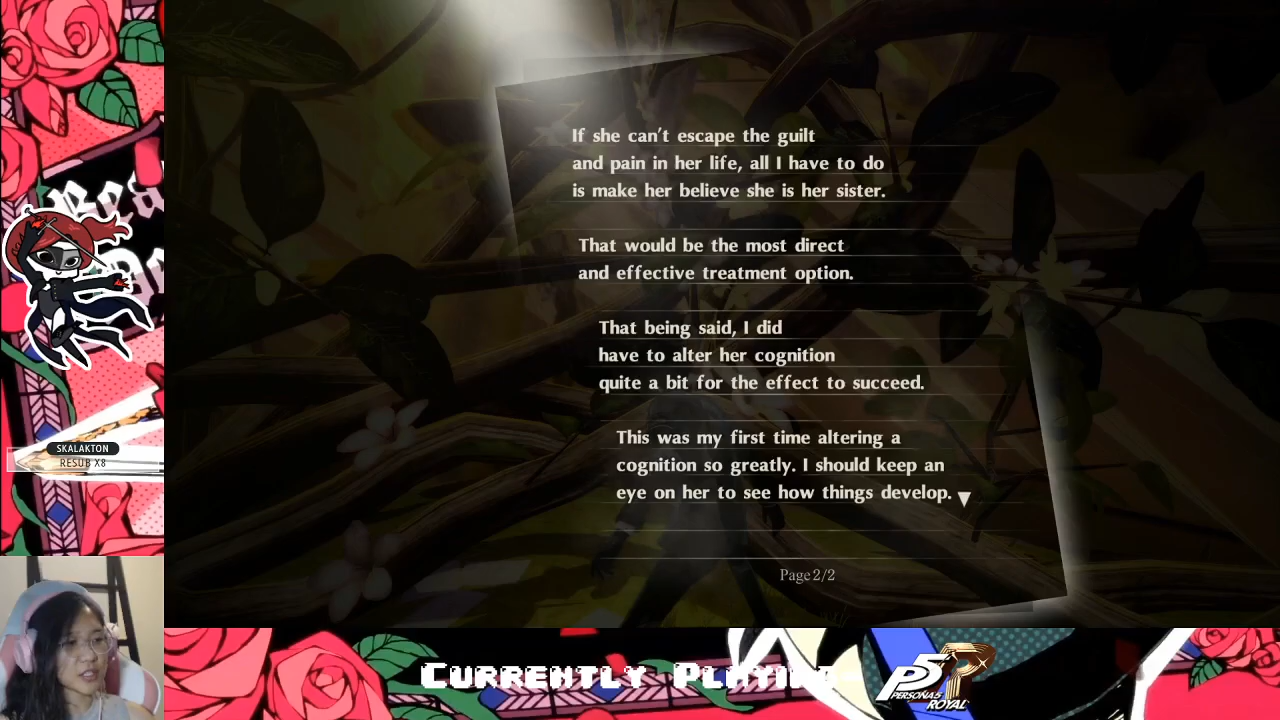 If she can't escape the guilt
and pain in her life, all I have to do
is make her believe she is her sister.
That would be the most direct
and effective treatment option.
That being said, I did
have to alter her cognition
quite a bit for the effect to succeed.
This was my first time altering a
cognition so greatly. I should keep an
eye on her to see how things develop.
Page 2/2
SKALAKTON
RESUB X8
Currently Playing
P5R
PERSONA5
ROYAL